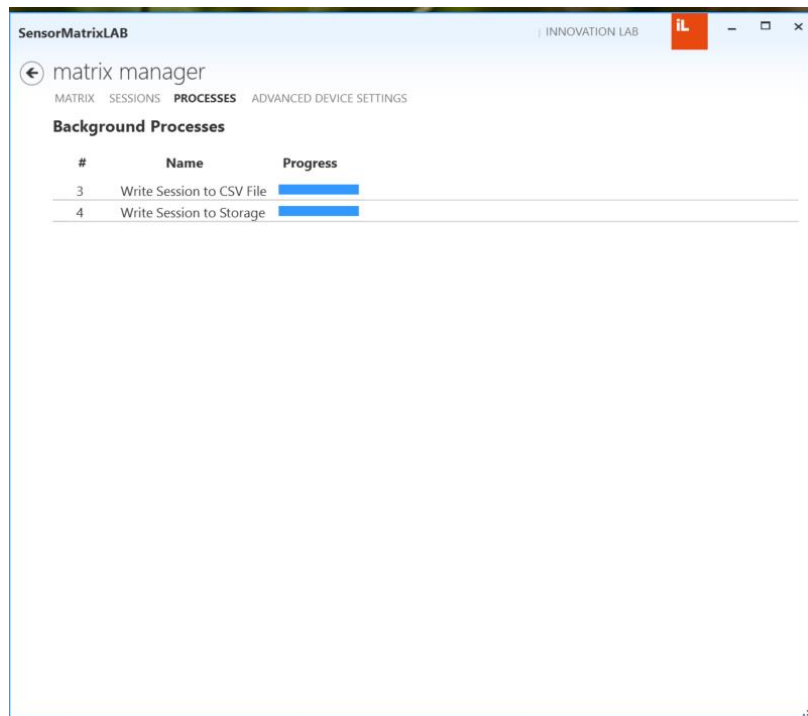 SensorMatrixLAB
| INNOVATION LAB
iL
matrix manager
MATRIX SESSIONS PROCESSES ADVANCED DEVICE SETTINGS
Background Processes
# Name Progress
3 Write Session to CSV File
4 Write Session to Storage